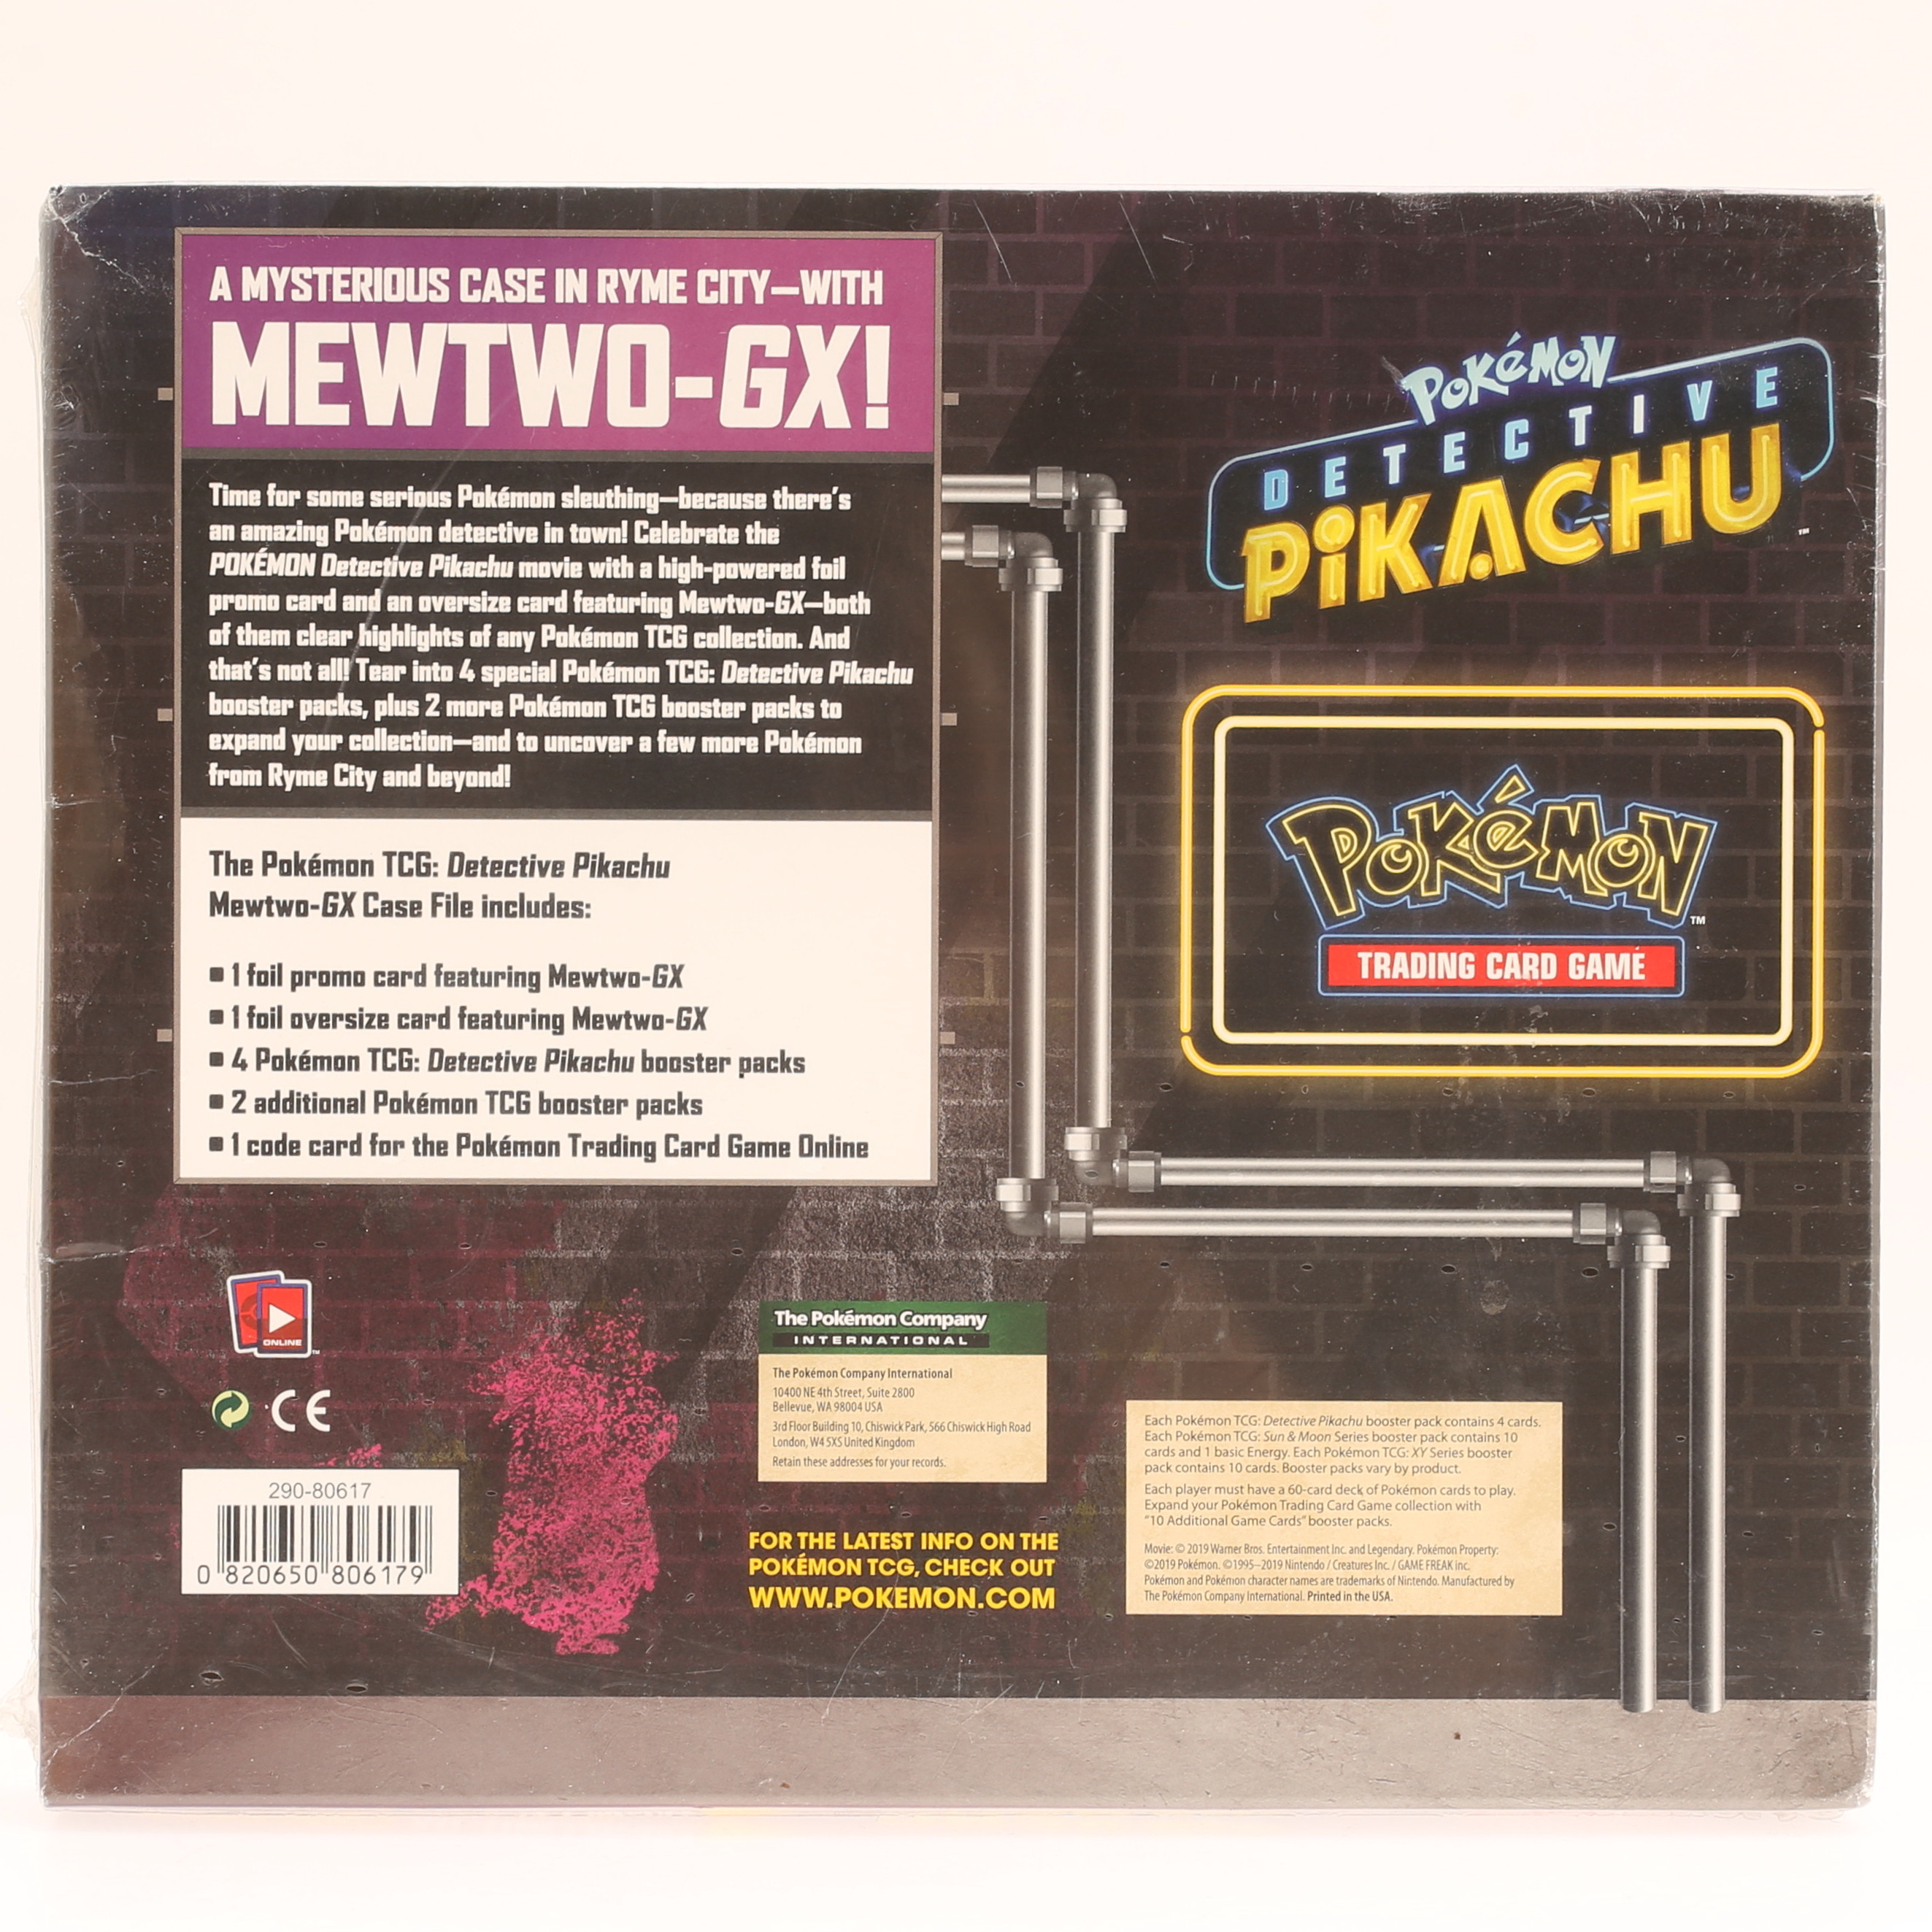 A MYSTERIOUS CASE IN RYME CITY—WITH
MEWTWO-GX!
Time for some serious Pokémon sleuthing—because there's
an amazing Pokémon detective in town! Celebrate the
POKÉMON Detective Pikachu movie with a high-powered foil
promo card and an oversize card featuring Mewtwo-GX—both
of them clear highlights of any Pokémon TCG collection. And
that's not all! Tear into 4 special Pokémon TCG: Detective Pikachu
booster packs, plus 2 more Pokémon TCG booster packs to
expand your collection—and to uncover a few more Pokémon
from Ryme City and beyond!
The Pokémon TCG: Detective Pikachu
Mewtwo-GX Case File includes:
▪ 1 foil promo card featuring Mewtwo-GX
▪ 1 foil oversize card featuring Mewtwo-GX
▪ 4 Pokémon TCG: Detective Pikachu booster packs
▪ 2 additional Pokémon TCG booster packs
▪ 1 code card for the Pokémon Trading Card Game Online
POKéMON
DETECTIVE
PiKACHU
™
POKéMON
™
TRADING CARD GAME
ONLINE
™
CE
290-80617
0 820650 806179
The Pokémon Company
INTERNATIONAL
The Pokémon Company International
10400 NE 4th Street, Suite 2800
Bellevue, WA 98004 USA
3rd Floor Building 10, Chiswick Park, 566 Chiswick High Road
London, W4 5XS United Kingdom
Retain these addresses for your records.
FOR THE LATEST INFO ON THE
POKÉMON TCG, CHECK OUT
WWW.POKEMON.COM
Each Pokémon TCG: Detective Pikachu booster pack contains 4 cards.
Each Pokémon TCG: Sun & Moon Series booster pack contains 10
cards and 1 basic Energy. Each Pokémon TCG: XY Series booster
pack contains 10 cards. Booster packs vary by product.
Each player must have a 60-card deck of Pokémon cards to play.
Expand your Pokémon Trading Card Game collection with
"10 Additional Game Cards" booster packs.
Movie: © 2019 Warner Bros. Entertainment Inc. and Legendary. Pokémon Property:
©2019 Pokémon. ©1995–2019 Nintendo / Creatures Inc. / GAME FREAK inc.
Pokémon and Pokémon character names are trademarks of Nintendo. Manufactured by
The Pokémon Company International. Printed in the USA.